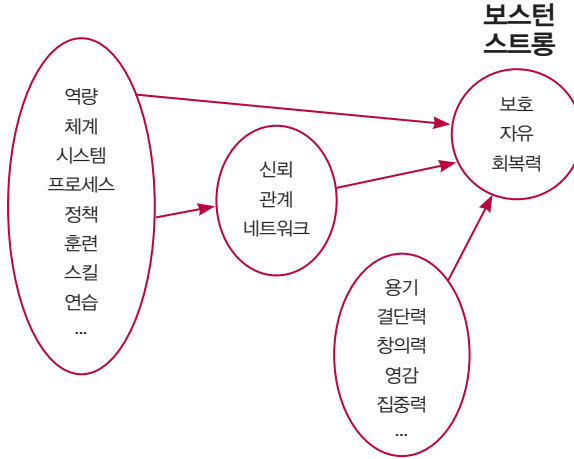 보스턴
스트롱
역량
체계
시스템
프로세스
정책
훈련
스킬
연습
...
신뢰
관계
네트워크
보호
자유
회복력
용기
결단력
창의력
영감
집중력
...